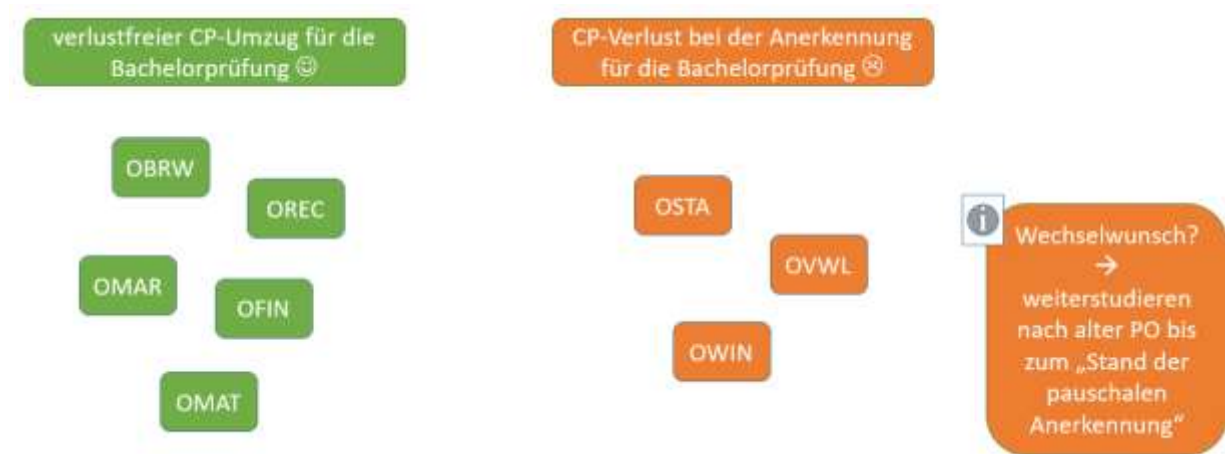 verlustfreier CP-Umzug für die
Bachelorprüfung ☺
CP-Verlust bei der Anerkennung
für die Bachelorprüfung ☹
OBRW
OREC
OMAR
OFIN
OMAT
OSTA
OVWL
OWIN
i
Wechselwunsch?
→
weiterstudieren
nach alter PO bis
zum „Stand der
pauschalen
Anerkennung“